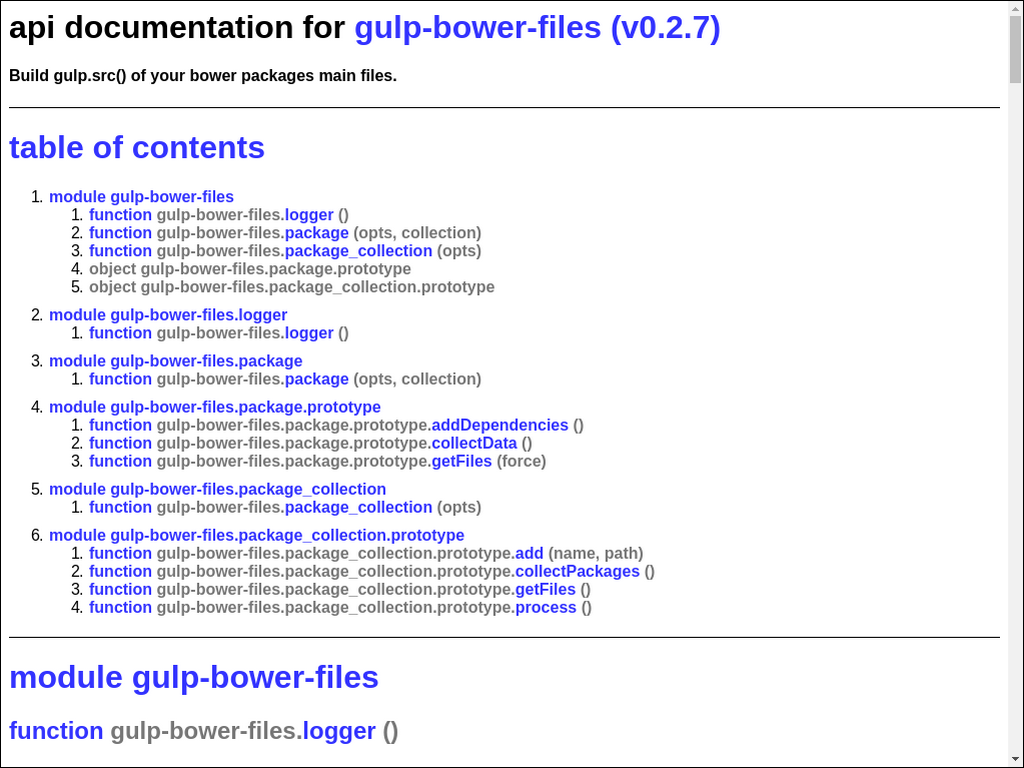 api documentation for gulp-bower-files (v0.2.7)
Build gulp.src() of your bower packages main files.
table of contents
1. module gulp-bower-files
1. function gulp-bower-files.logger ()
2. function gulp-bower-files.package (opts, collection)
3. function gulp-bower-files.package_collection (opts)
4. object gulp-bower-files.package.prototype
5. object gulp-bower-files.package_collection.prototype
2. module gulp-bower-files.logger
1. function gulp-bower-files.logger ()
3. module gulp-bower-files.package
1. function gulp-bower-files.package (opts, collection)
4. module gulp-bower-files.package.prototype
1. function gulp-bower-files.package.prototype.addDependencies ()
2. function gulp-bower-files.package.prototype.collectData ()
3. function gulp-bower-files.package.prototype.getFiles (force)
5. module gulp-bower-files.package_collection
1. function gulp-bower-files.package_collection (opts)
6. module gulp-bower-files.package_collection.prototype
1. function gulp-bower-files.package_collection.prototype.add (name, path)
2. function gulp-bower-files.package_collection.prototype.collectPackages ()
3. function gulp-bower-files.package_collection.prototype.getFiles ()
4. function gulp-bower-files.package_collection.prototype.process ()
module gulp-bower-files
function gulp-bower-files.logger ()